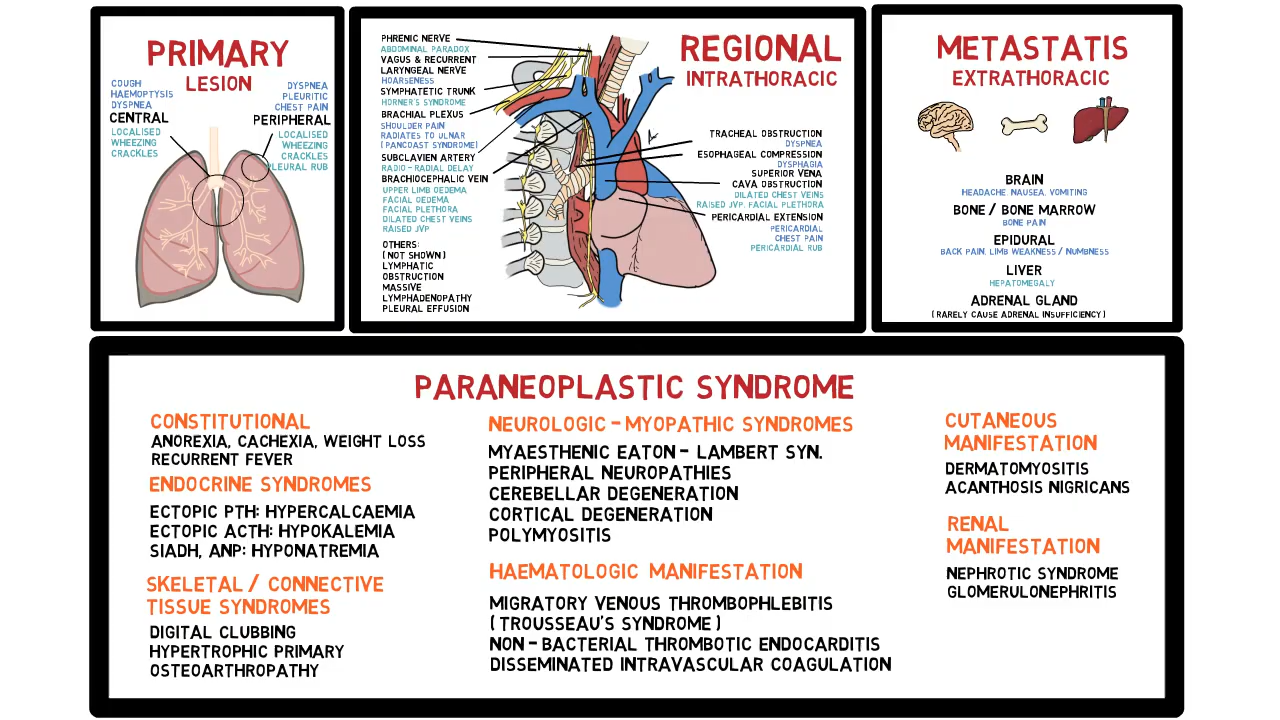 PRIMARY
LESION
COUGH
HAEMOPTYSIS
DYSPNEA
CENTRAL
LOCALISED
WHEEZING
CRACKLES
DYSPNEA
PLEURITIC
CHEST PAIN
PERIPHERAL
LOCALISED
WHEEZING
CRACKLES
PLEURAL RUB
REGIONAL
INTRATHORACIC
PHRENIC NERVE
ABDOMINAL PARADOX
VAGUS & RECURRENT
LARYNGEAL NERVE
HOARSENESS
SYMPHTETIC TRUNK
HORNER'S SYNDROME
BRACHIAL PLEXUS
SHOULDER PAIN
RADIATES TO ULNAR
(PANCOAST SYNDROME)
SUBCLAVIEN ARTERY
RADIO-RADIAL DELAY
BRACHIOCEPHALIC VEIN
UPPER LIMB OEDEMA
FACIAL OEDEMA
FACIAL PLETHORA
DILATED CHEST VEINS
RAISED JVP
OTHERS:
(NOT SHOWN)
LYMPHATIC
OBSTRUCTION
MASSIVE
LYMPHADENOPATHY
PLEURAL EFFUSION
TRACHEAL OBSTRUCTION
DYSPNEA
ESOPHAGEAL COMPRESSION
DYSPHAGIA
SUPERIOR VENA
CAVA OBSTRUCTION
DILATED CHEST VEINS
RAISED JVP, FACIAL PLETHORA
PERICARDIAL EXTENSION
PERICARDIAL
CHEST PAIN
PERICARDIAL RUB
METASTATIS
EXTRATHORACIC
BRAIN
HEADACHE, NAUSEA, VOMITING
BONE / BONE MARROW
BONE PAIN
EPIDURAL
BACK PAIN, LIMB WEAKNESS / NUMBNESS
LIVER
HEPATOMEGALY
ADRENAL GLAND
(RARELY CAUSE ADRENAL INSUFFICIENCY)
PARANEOPLASTIC SYNDROME
CONSTITUTIONAL
ANOREXIA, CACHEXIA, WEIGHT LOSS
RECURRENT FEVER
ENDOCRINE SYNDROMES
ECTOPIC PTH: HYPERCALCAEMIA
ECTOPIC ACTH: HYPOKALEMIA
SIADH, ANP: HYPONATREMIA
SKELETAL / CONNECTIVE
TISSUE SYNDROMES
DIGITAL CLUBBING
HYPERTROPHIC PRIMARY
OSTEOARTHROPATHY
NEUROLOGIC-MYOPATHIC SYNDROMES
MYAESTHENIC EATON-LAMBERT SYN.
PERIPHERAL NEUROPATHIES
CEREBELLAR DEGENERATION
CORTICAL DEGENERATION
POLYMYOSITIS
HAEMATOLOGIC MANIFESTATION
MIGRATORY VENOUS THROMBOPHLEBITIS
(TROUSSEAU'S SYNDROME)
NON-BACTERIAL THROMBOTIC ENDOCARDITIS
DISSEMINATED INTRAVASCULAR COAGULATION
CUTANEOUS
MANIFESTATION
DERMATOMYOSITIS
ACANTHOSIS NIGRICANS
RENAL
MANIFESTATION
NEPHROTIC SYNDROME
GLOMERULONEPHRITIS